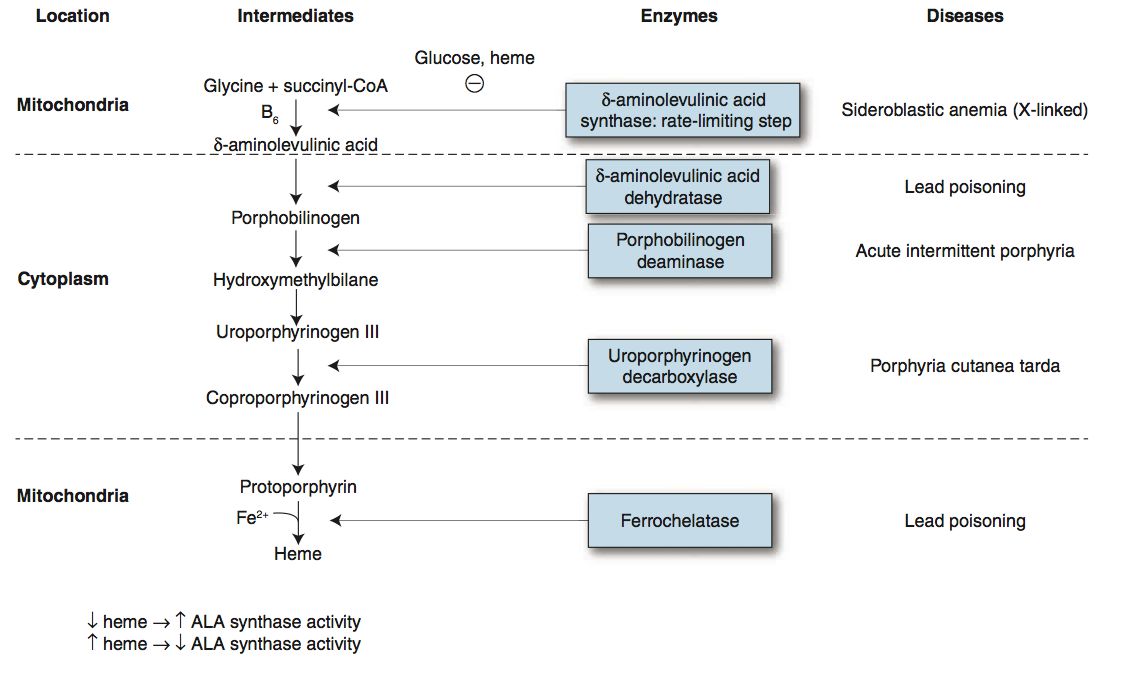 Location Intermediates Enzymes Diseases
Glucose, heme
⊖
Glycine + succinyl-CoA
Mitochondria
B₆
δ-aminolevulinic acid
synthase: rate-limiting step
Sideroblastic anemia (X-linked)
δ-aminolevulinic acid
δ-aminolevulinic acid
dehydratase
Lead poisoning
Porphobilinogen
Porphobilinogen
deaminase
Acute intermittent porphyria
Cytoplasm
Hydroxymethylbilane
Uroporphyrinogen III
Uroporphyrinogen
decarboxylase
Porphyria cutanea tarda
Coproporphyrinogen III
Protoporphyrin
Mitochondria
Fe²⁺
Ferrochelatase
Lead poisoning
Heme
↓ heme → ↑ ALA synthase activity
↑ heme → ↓ ALA synthase activity